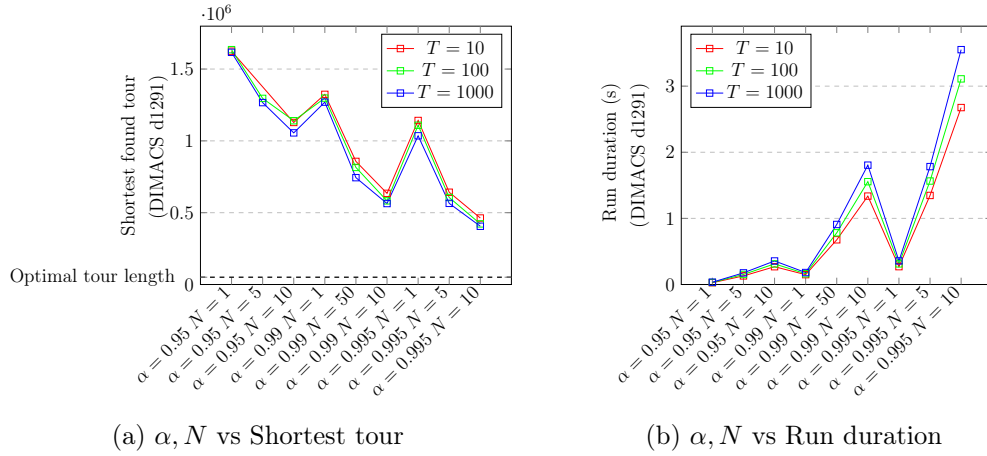 ·10⁶
1.5
1
0.5
0
Optimal tour length
Shortest found tour
(DIMACS d1291)
T = 10
T = 100
T = 1000
α = 0.95 N = 1
α = 0.95 N = 5
α = 0.95 N = 10
α = 0.99 N = 1
α = 0.99 N = 50
α = 0.99 N = 10
α = 0.995 N = 1
α = 0.995 N = 5
α = 0.995 N = 10
(a) α, N vs Shortest tour
3
2
1
0
Run duration (s)
(DIMACS d1291)
T = 10
T = 100
T = 1000
α = 0.95 N = 1
α = 0.95 N = 5
α = 0.95 N = 10
α = 0.99 N = 1
α = 0.99 N = 50
α = 0.99 N = 10
α = 0.995 N = 1
α = 0.995 N = 5
α = 0.995 N = 10
(b) α, N vs Run duration